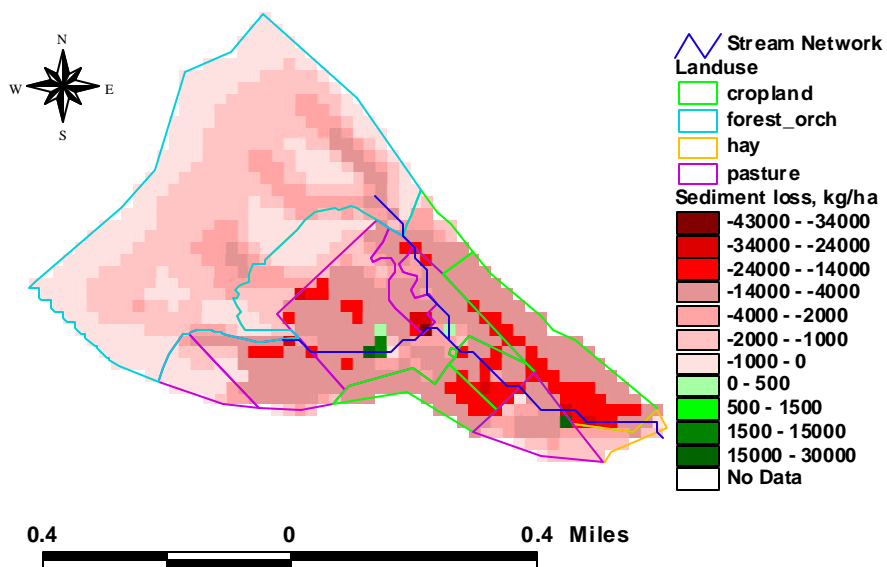 N
W E
S
Stream Network
Landuse
cropland
forest_orch
hay
pasture
Sediment loss, kg/ha
-43000 - -34000
-34000 - -24000
-24000 - -14000
-14000 - -4000
-4000 - -2000
-2000 - -1000
-1000 - 0
0 - 500
500 - 1500
1500 - 15000
15000 - 30000
No Data
0.4 0 0.4 Miles